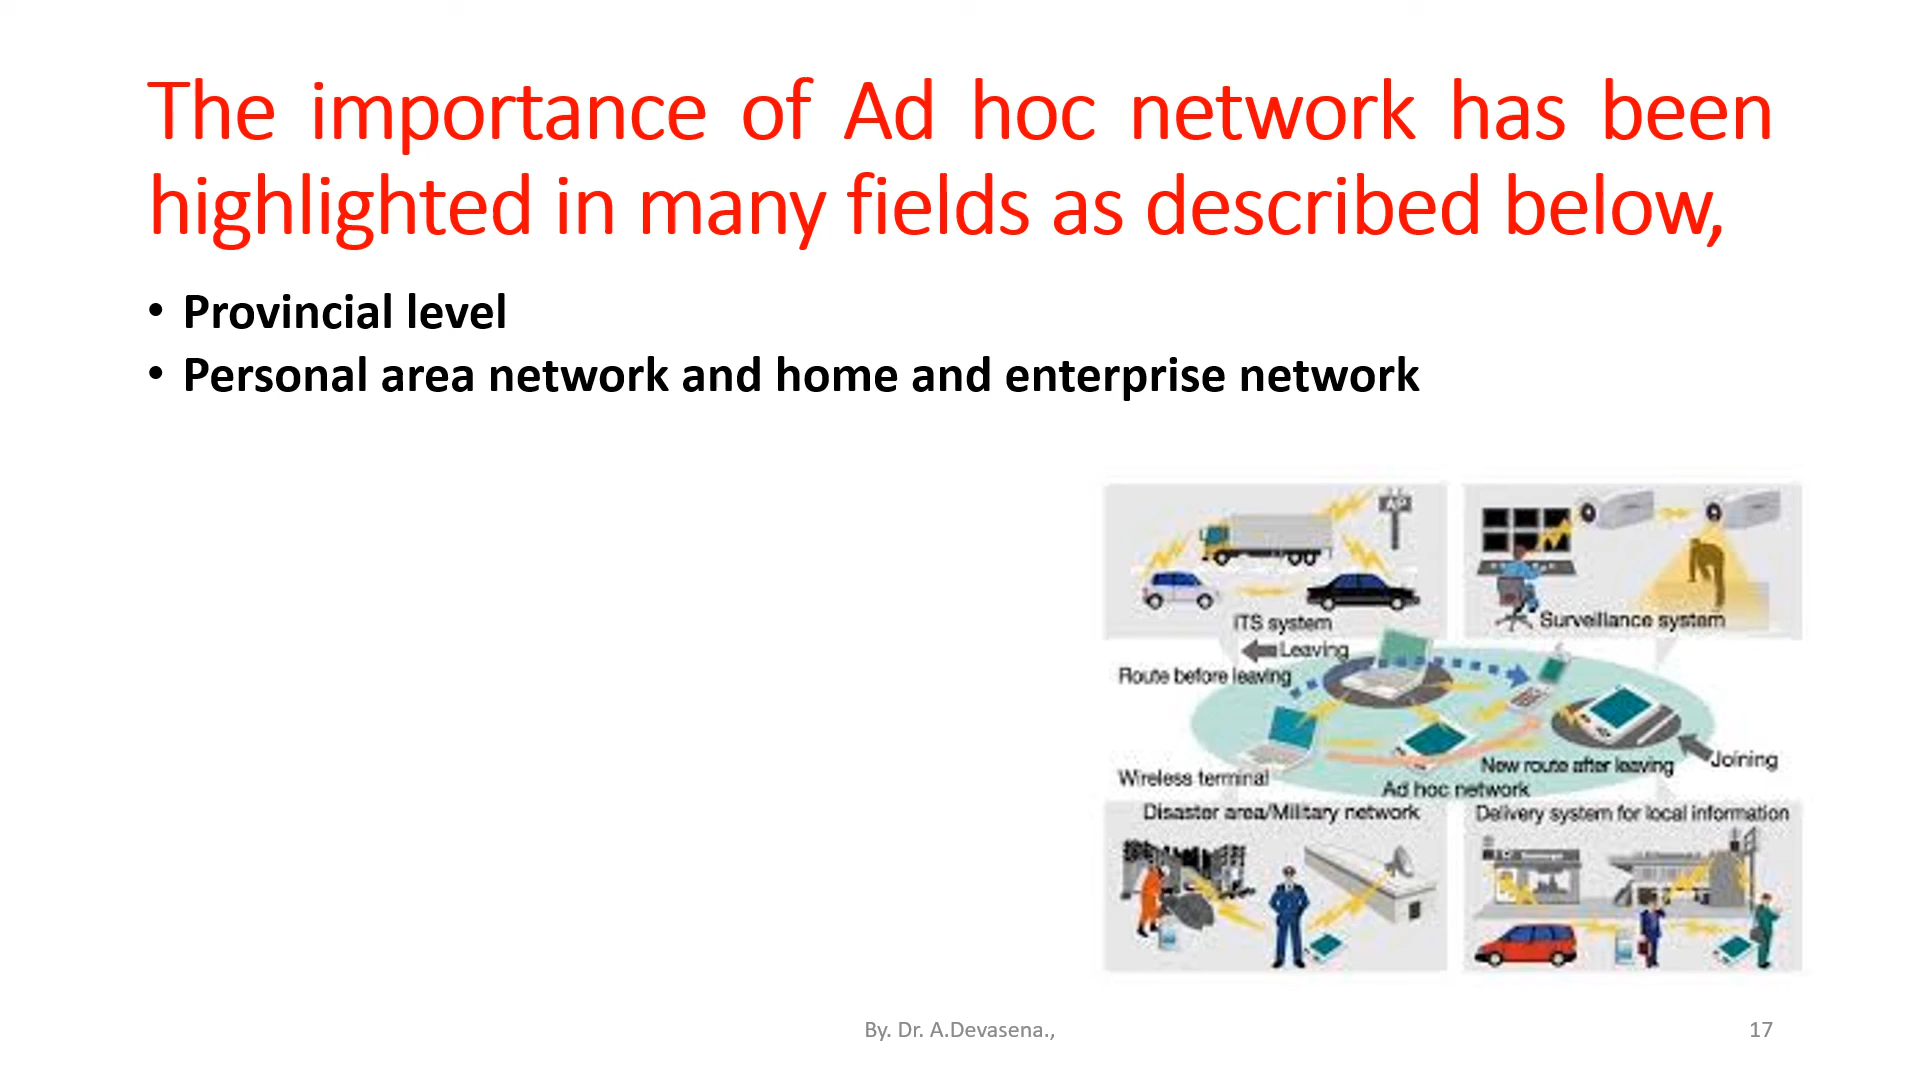 The importance of Ad hoc network has been
highlighted in many fields as described below,
• Provincial level
• Personal area network and home and enterprise network
AP
ITS system
Surveillance system
Leaving
Route before leaving
Joining
New route after leaving
Wireless terminal
Ad hoc network
Disaster area/Military network
Delivery system for local information
By. Dr. A.Devasena.,
17